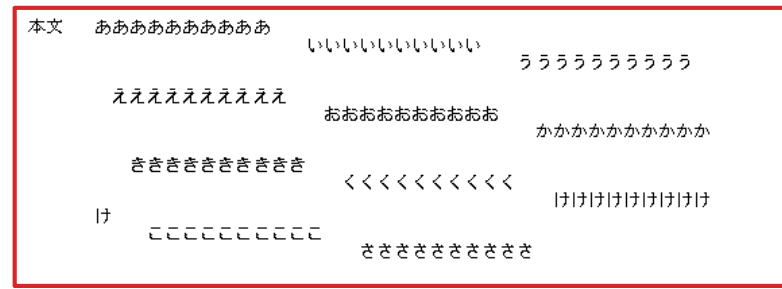 本文 ああああああああああ
いいいいいいいいいい
うううううううううう
ええええええええええ
おおおおおおおおおお
かかかかかかかかかか
きききききききききき
くくくくくくくくくく
けけけけけけけけけ
け
ここここここここここ
ささささささささささ